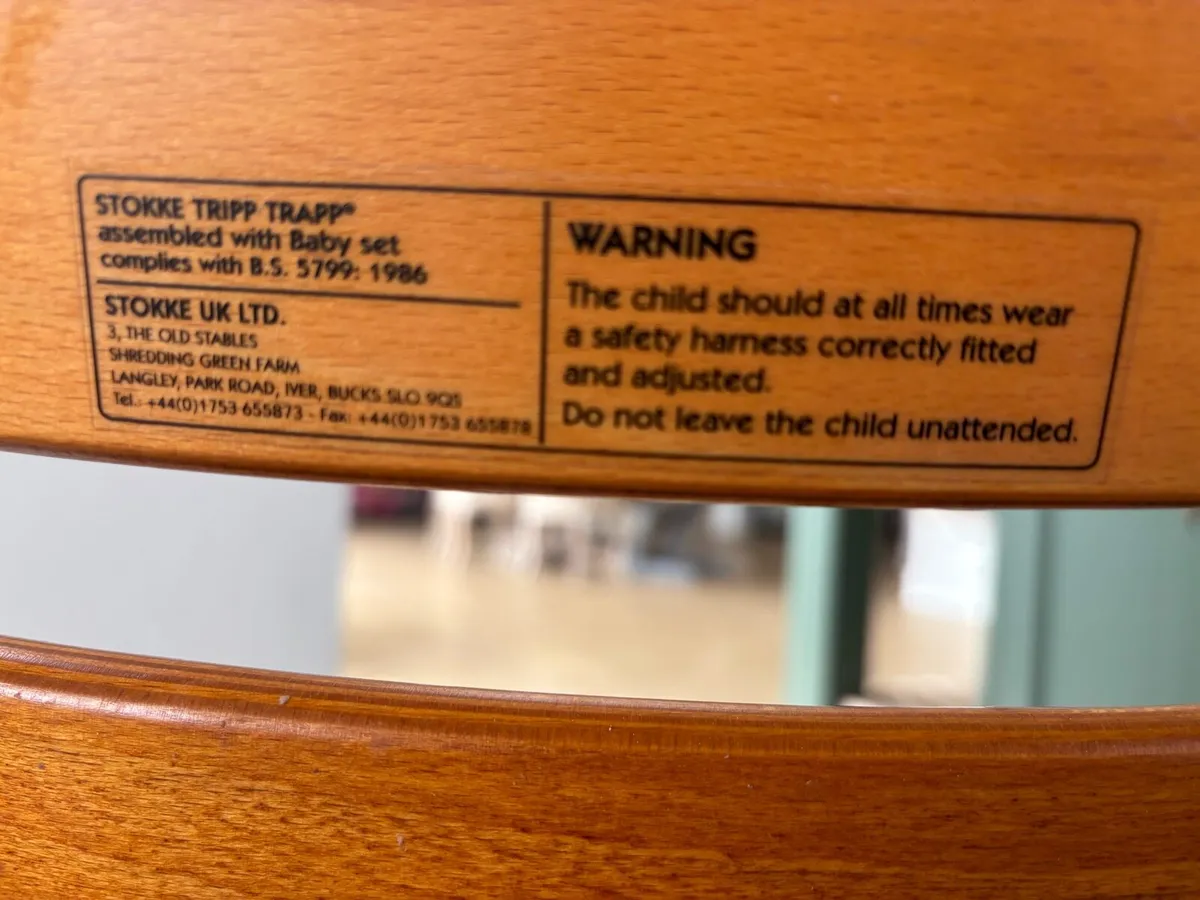 STOKKE TRIPP TRAPP®
assembled with Baby set
complies with B.S. 5799: 1986
STOKKE UK LTD.
3, THE OLD STABLES
SHREDDING GREEN FARM
LANGLEY, PARK ROAD, IVER, BUCKS SLO 9QS
Tel.: +44(0)1753 655873 - Fax: +44(0)1753 655878
WARNING
The child should at all times wear
a safety harness correctly fitted
and adjusted.
Do not leave the child unattended.